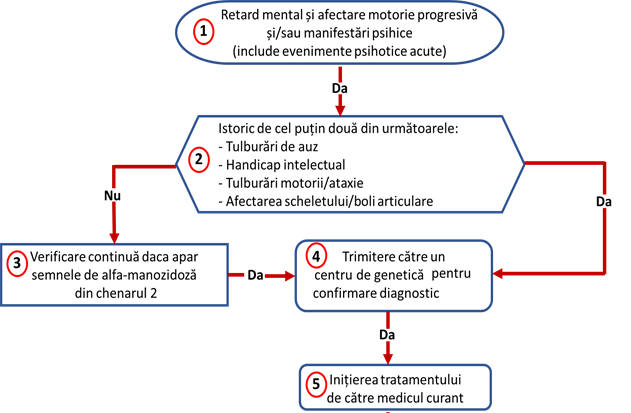 1
Retard mental și afectare motorie progresivă
și/sau manifestări psihice
(include evenimente psihotice acute)
Da
2
Istoric de cel puțin două din următoarele:
- Tulburări de auz
- Handicap intelectual
- Tulburări motorii/ataxie
- Afectarea scheletului/boli articulare
Nu
Da
3
Verificare continuă daca apar
semnele de alfa-manozidoză
din chenarul 2
Da
4
Trimitere către un
centru de genetică pentru
confirmare diagnostic
Da
5
Inițierea tratamentului
de către medicul curant